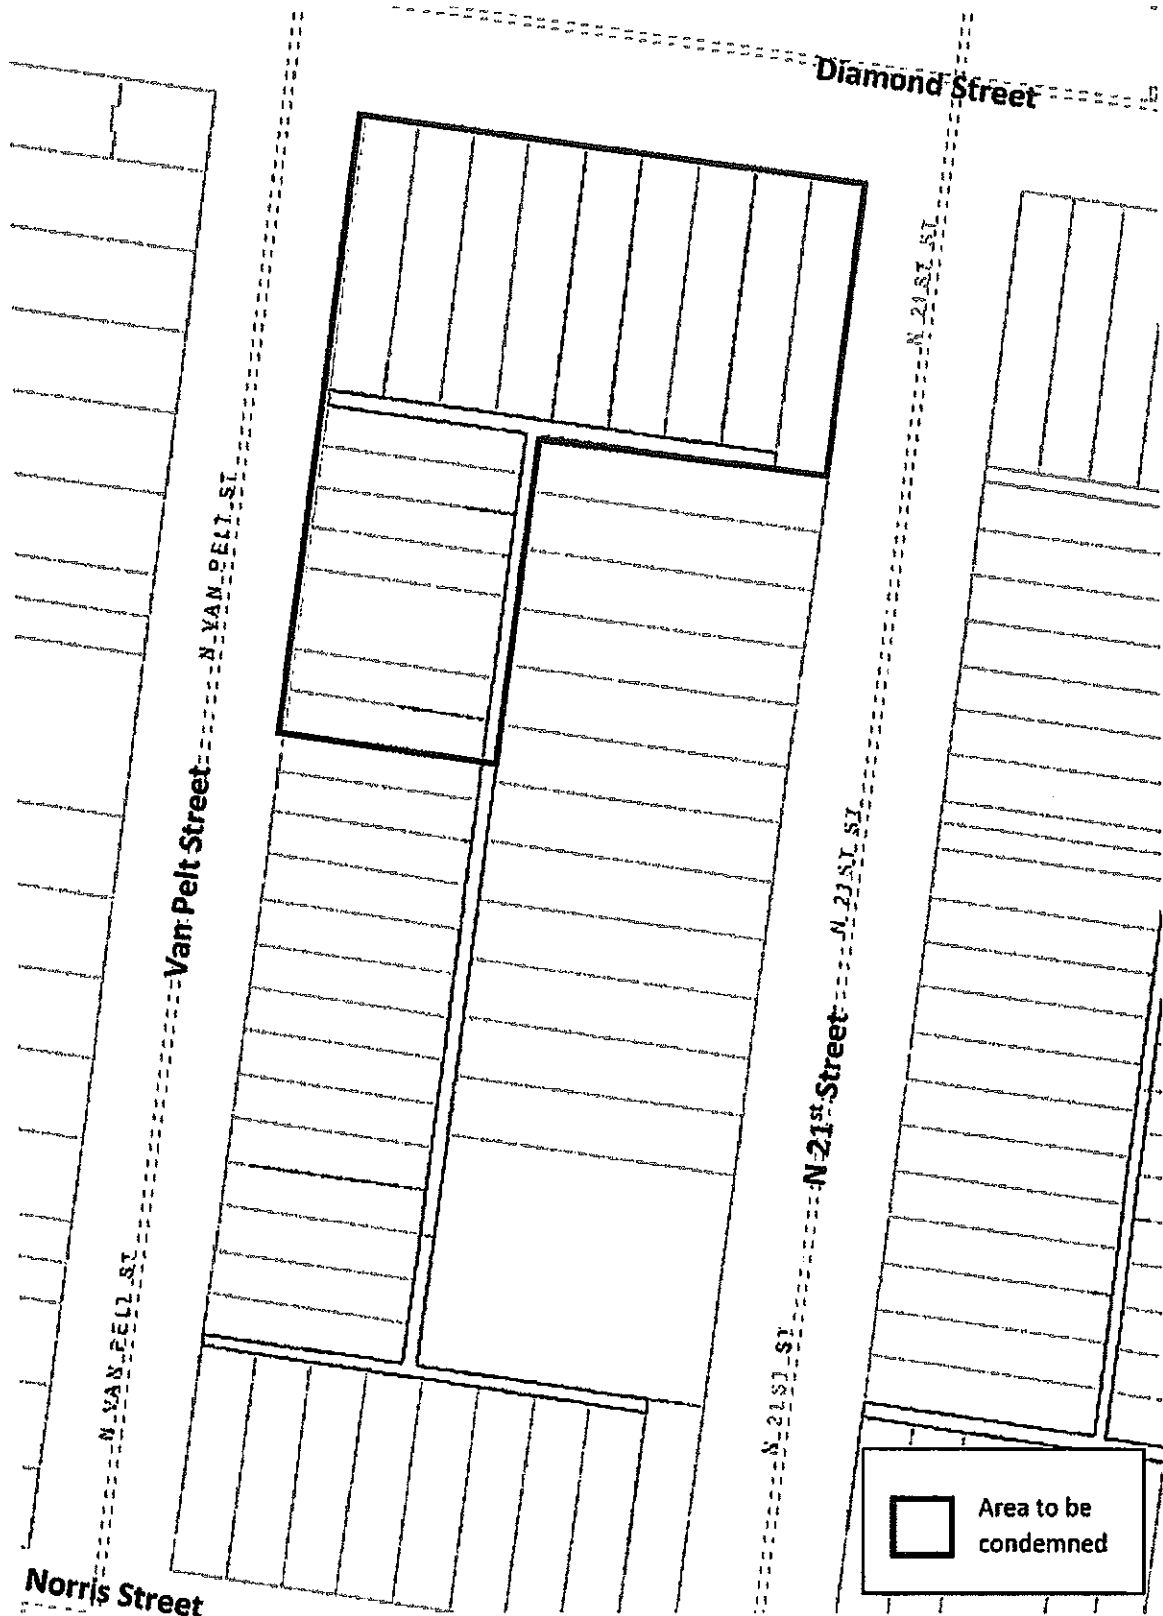 Diamond Street
N 21ST ST
N VAN PELT ST
Van Pelt Street
N 21ST ST
N 21st Street
N VAN PELT ST
N 21ST ST
Area to be
condemned
Norris Street